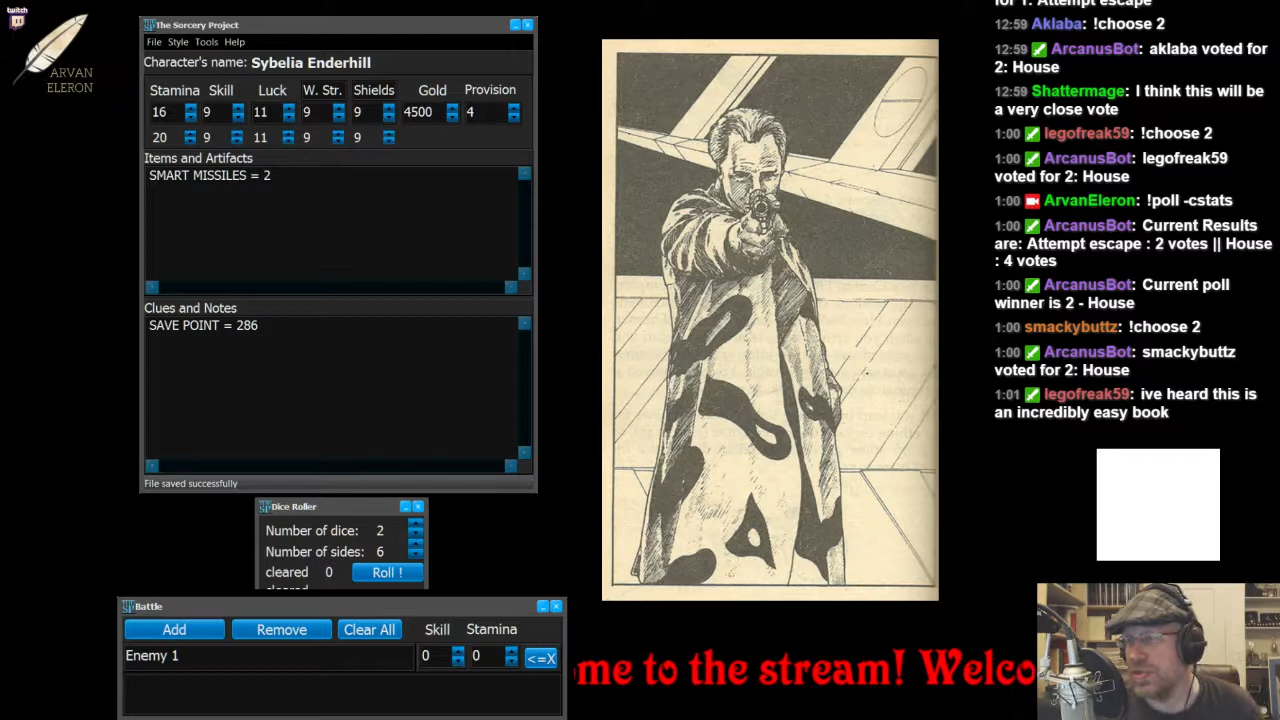 twitch
ARVAN
ELERON
The Sorcery Project
File Style Tools Help
Character's name: Sybelia Enderhill
Stamina Skill Luck W. Str. Shields Gold Provision
16 9 11 9 9 4500 4
20 9 11 9 9
Items and Artifacts
SMART MISSILES = 2
Clues and Notes
SAVE POINT = 286
File saved successfully
Dice Roller
Number of dice: 2
Number of sides: 6
cleared 0 Roll !
Battle
Add Remove Clear All Skill Stamina
Enemy 1 0 0 <=X
me to the stream! Welco
for 1: Attempt escape
12:59 Aklaba: !choose 2
12:59 ArcanusBot: aklaba voted for
2: House
12:59 Shattermage: I think this will be
a very close vote
1:00 legofreak59: !choose 2
1:00 ArcanusBot: legofreak59
voted for 2: House
1:00 ArvanEleron: !poll -cstats
1:00 ArcanusBot: Current Results
are: Attempt escape : 2 votes || House
: 4 votes
1:00 ArcanusBot: Current poll
winner is 2 - House
1:00 smackybuttz: !choose 2
1:00 ArcanusBot: smackybuttz
voted for 2: House
1:01 legofreak59: ive heard this is
an incredibly easy book